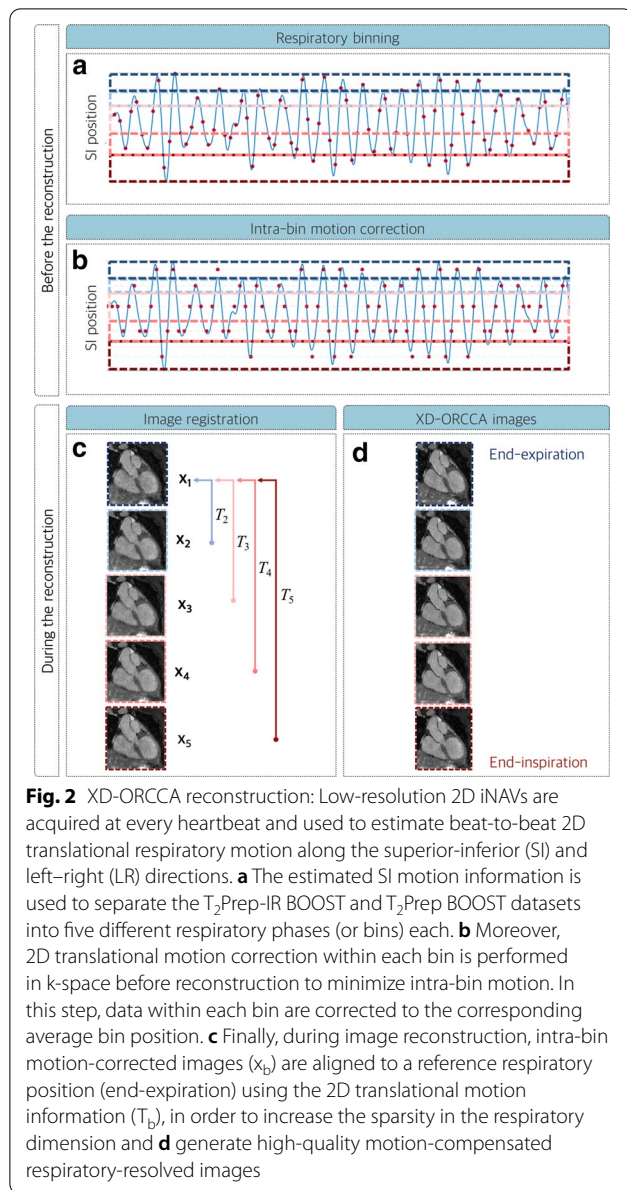 Before the reconstruction
Respiratory binning
a
SI position
Intra-bin motion correction
b
SI position
During the reconstruction
Image registration
c
x₁
T₂
T₃
x₂
T₄
T₅
x₃
x₄
x₅
XD-ORCCA images
d
End-expiration
End-inspiration
Fig. 2 XD-ORCCA reconstruction: Low-resolution 2D iNAVs are
acquired at every heartbeat and used to estimate beat-to-beat 2D
translational respiratory motion along the superior-inferior (SI) and
left–right (LR) directions. a The estimated SI motion information is
used to separate the T₂Prep-IR BOOST and T₂Prep BOOST datasets
into five different respiratory phases (or bins) each. b Moreover,
2D translational motion correction within each bin is performed
in k-space before reconstruction to minimize intra-bin motion. In
this step, data within each bin are corrected to the corresponding
average bin position. c Finally, during image reconstruction, intra-bin
motion-corrected images (x_b) are aligned to a reference respiratory
position (end-expiration) using the 2D translational motion
information (T_b), in order to increase the sparsity in the respiratory
dimension and d generate high-quality motion-compensated
respiratory-resolved images